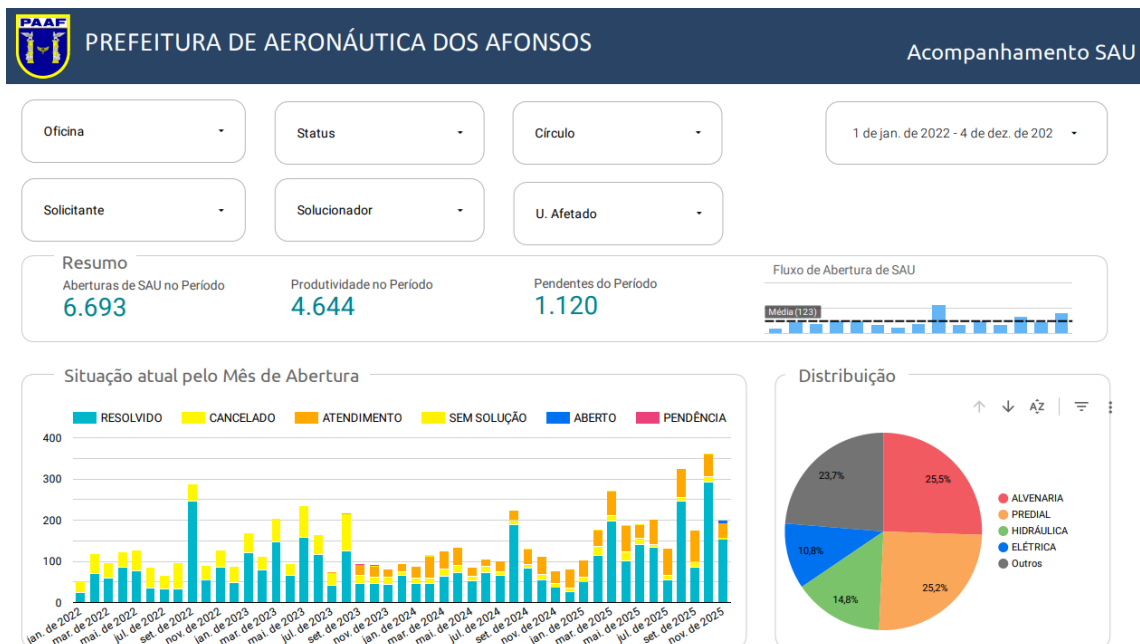 PAAF
PREFEITURA DE AERONÁUTICA DOS AFONSOS
Acompanhamento SAU
Oficina
Status
Círculo
1 de jan. de 2022 - 4 de dez. de 202
Solicitante
Solucionador
U. Afetado
Resumo
Aberturas de SAU no Período
6.693
Produtividade no Período
4.644
Pendentes do Período
1.120
Fluxo de Abertura de SAU
Média (123)
Situação atual pelo Mês de Abertura
RESOLVIDO CANCELADO ATENDIMENTO SEM SOLUÇÃO ABERTO PENDÊNCIA
400
300
200
100
0
jan. de 2022
mar. de 2022
mai. de 2022
jul. de 2022
set. de 2022
nov. de 2022
jan. de 2023
mar. de 2023
mai. de 2023
jul. de 2023
set. de 2023
nov. de 2023
jan. de 2024
mar. de 2024
mai. de 2024
jul. de 2024
set. de 2024
nov. de 2024
jan. de 2025
mar. de 2025
mai. de 2025
jul. de 2025
set. de 2025
nov. de 2025
Distribuição
AZ
23,7%
25,5%
10,8%
14,8%
25,2%
ALVENARIA
PREDIAL
HIDRÁULICA
ELÉTRICA
Outros